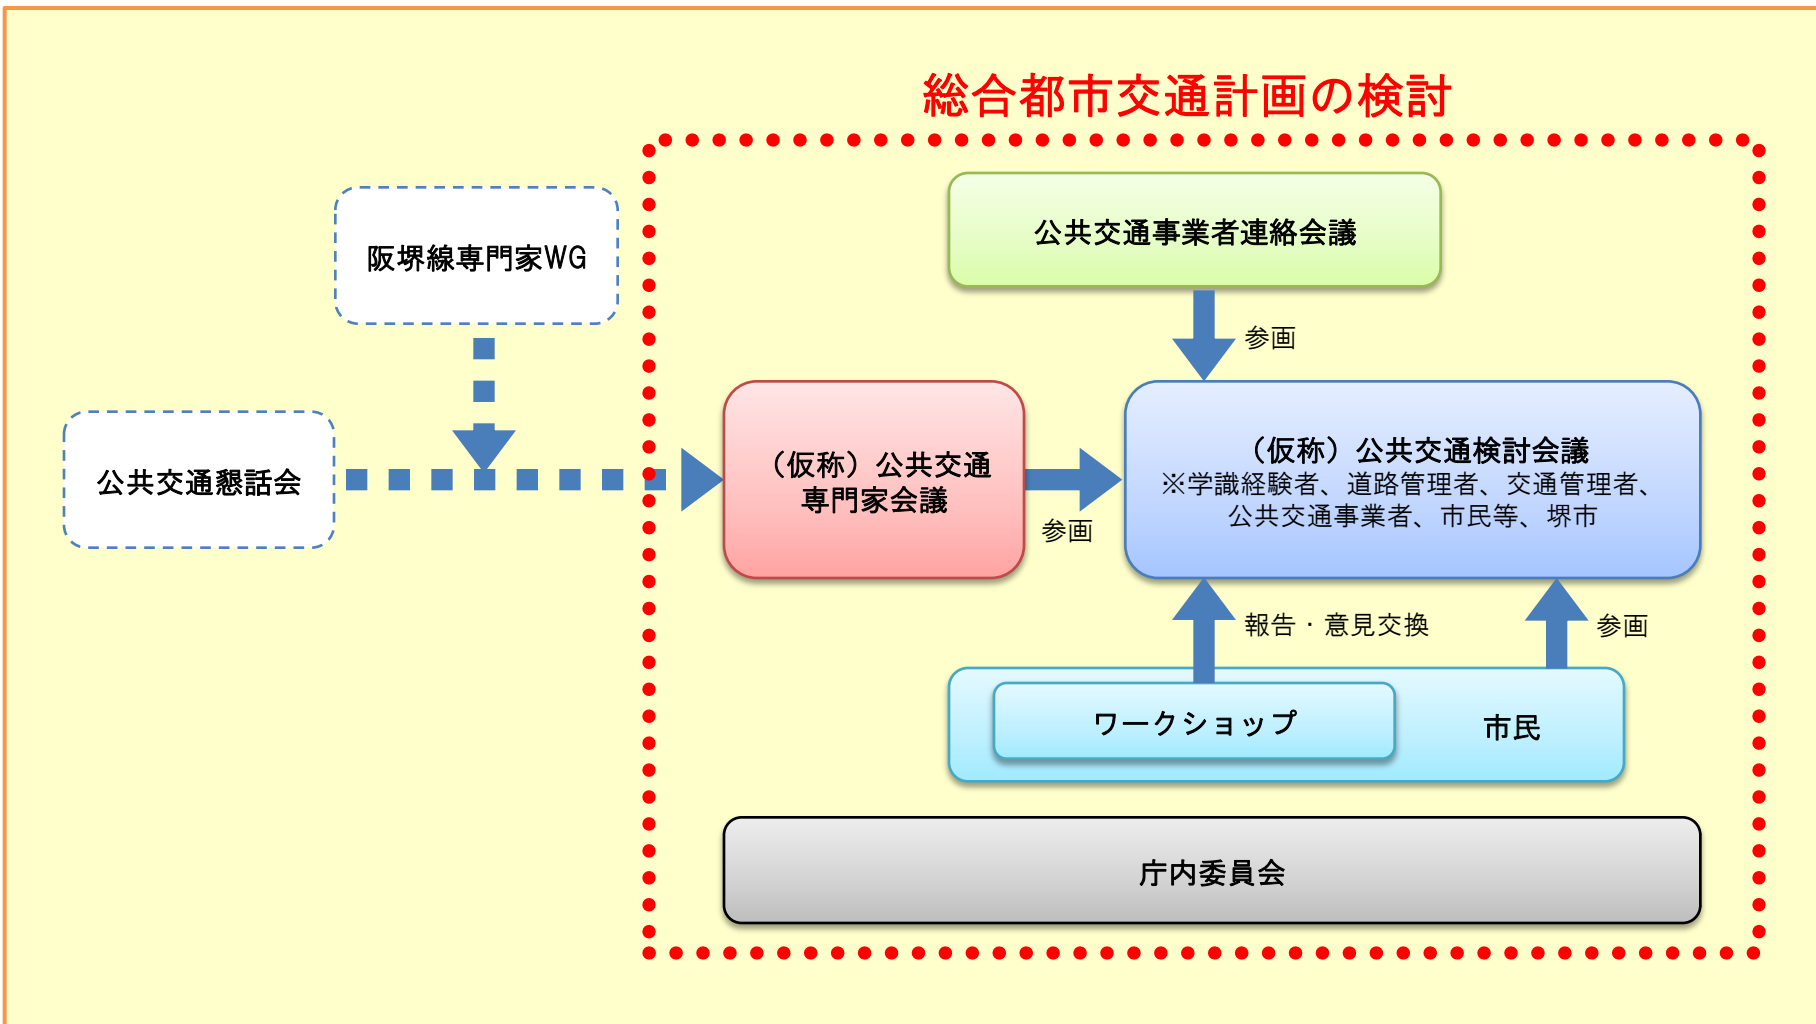 総合都市交通計画の検討
公共交通事業者連絡会議
阪堺線専門家WG
参画
公共交通懇話会
（仮称）公共交通
専門家会議
参画
（仮称）公共交通検討会議
※学識経験者、道路管理者、交通管理者、
公共交通事業者、市民等、堺市
報告・意見交換
参画
ワークショップ
市民
庁内委員会